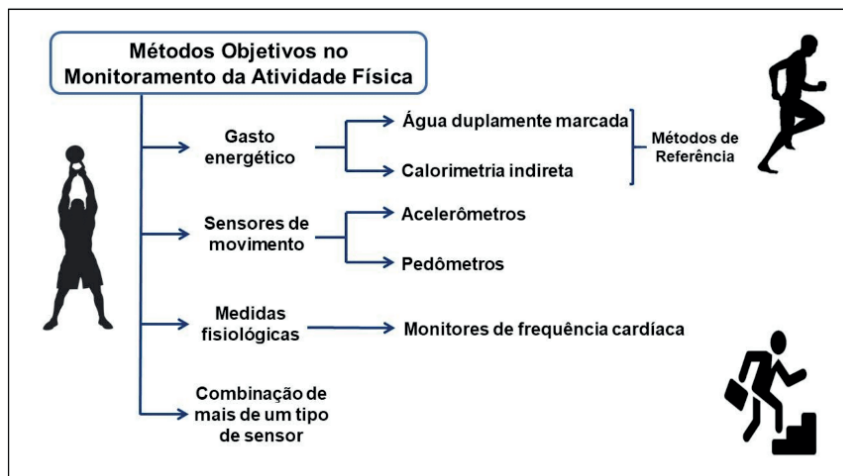 Métodos Objetivos no
Monitoramento da Atividade Física
Gasto
energético
Água duplamente marcada
Calorimetria indireta
Métodos de
Referência
Sensores de
movimento
Acelerômetros
Pedômetros
Medidas
fisiológicas
Monitores de frequência cardíaca
Combinação de
mais de um tipo
de sensor